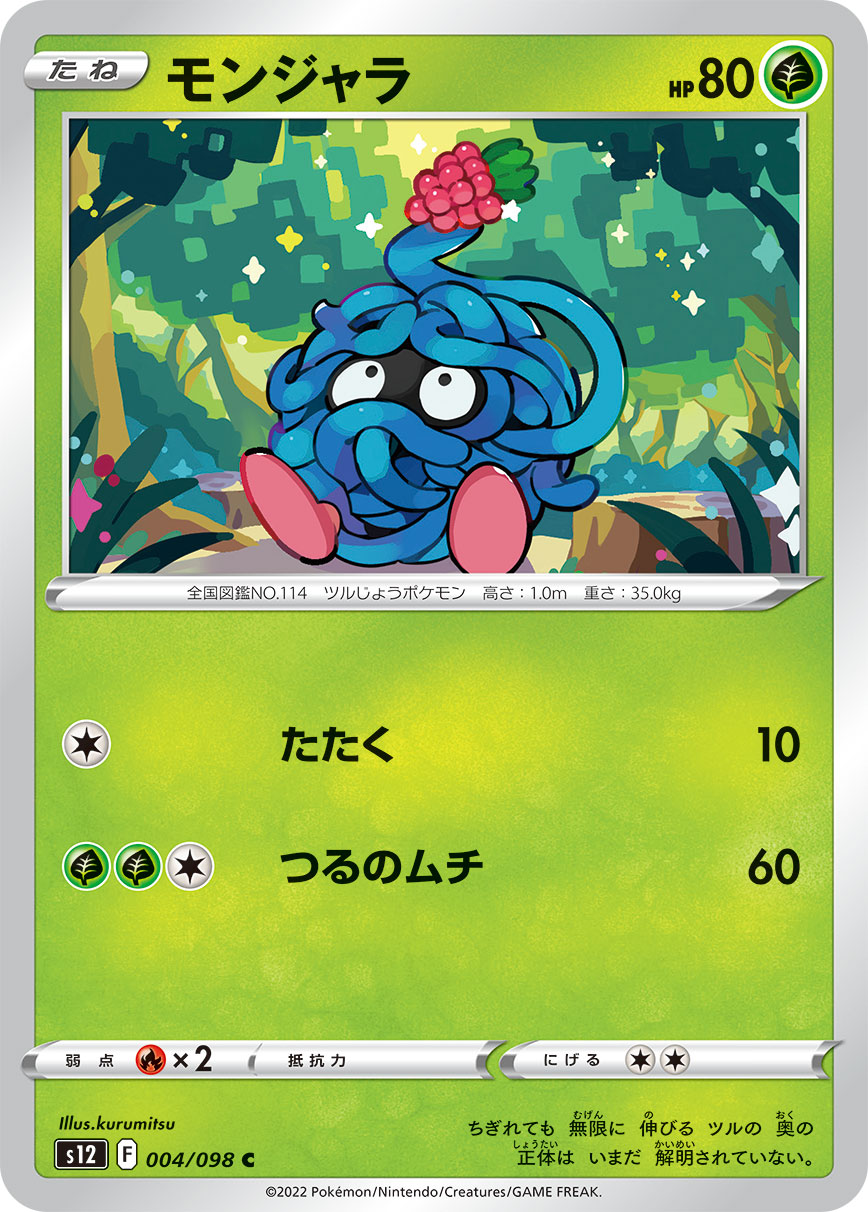 たね モンジャラ HP80
全国図鑑NO.114 ツルじょうポケモン 高さ:1.0m 重さ:35.0kg
たたく 10
つるのムチ 60
弱点 ×2 抵抗力 にげる
Illus.kurumitsu
s12 F 004/098 C
ちぎれても 無限に 伸びる ツルの 奥の
正体は いまだ 解明されていない。
©2022 Pokémon/Nintendo/Creatures/GAME FREAK.